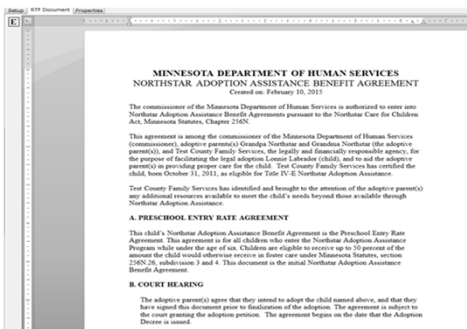 Setup RTF Document Properties
E
MINNESOTA DEPARTMENT OF HUMAN SERVICES
NORTHSTAR ADOPTION ASSISTANCE BENEFIT AGREEMENT
Created on: February 10, 2015
The commissioner of the Minnesota Department of Human Services is authorized to enter into
Northstar Adoption Assistance Benefit Agreements pursuant to the Northstar Care for Children
Act, Minnesota Statutes, Chapter 256N.
This agreement is among the commissioner of the Minnesota Department of Human Services
(commissioner), adoptive parent(s) Grandpa Northstar and Grandma Northstar (the adoptive
parent(s)), and Test County Family Services, the legally and financially responsible agency, for
the purpose of facilitating the legal adoption Lonnie Labrador (child), and to aid the adoptive
parent(s) in providing proper care for the child. Test County Family Services has certified the
child, born October 31, 2011, as eligible for Title IV-E Northstar Adoption Assistance.
Test County Family Services has identified and brought to the attention of the adoptive parent(s)
any additional resources available to meet the child's needs beyond those available through
Northstar Adoption Assistance.
A. PRESCHOOL ENTRY RATE AGREEMENT
This child's Northstar Adoption Assistance Benefit Agreement is the Preschool Entry Rate
Agreement. This agreement is for all children who enter the Northstar Adoption Assistance
Program while under the age of six. Children are eligible to receive up to 50 percent of the
amount the child would otherwise receive in foster care under Minnesota Statutes, section
256N.26, subdivision 3 and 4. This document is the initial Northstar Adoption Assistance
Benefit Agreement.
B. COURT HEARING
The adoptive parent(s) agree that they intend to adopt the child named above, and that they
have signed this document prior to finalization of the adoption. The agreement is subject to
the court granting the adoption petition. The agreement begins on the date that the Adoption
Decree is issued.